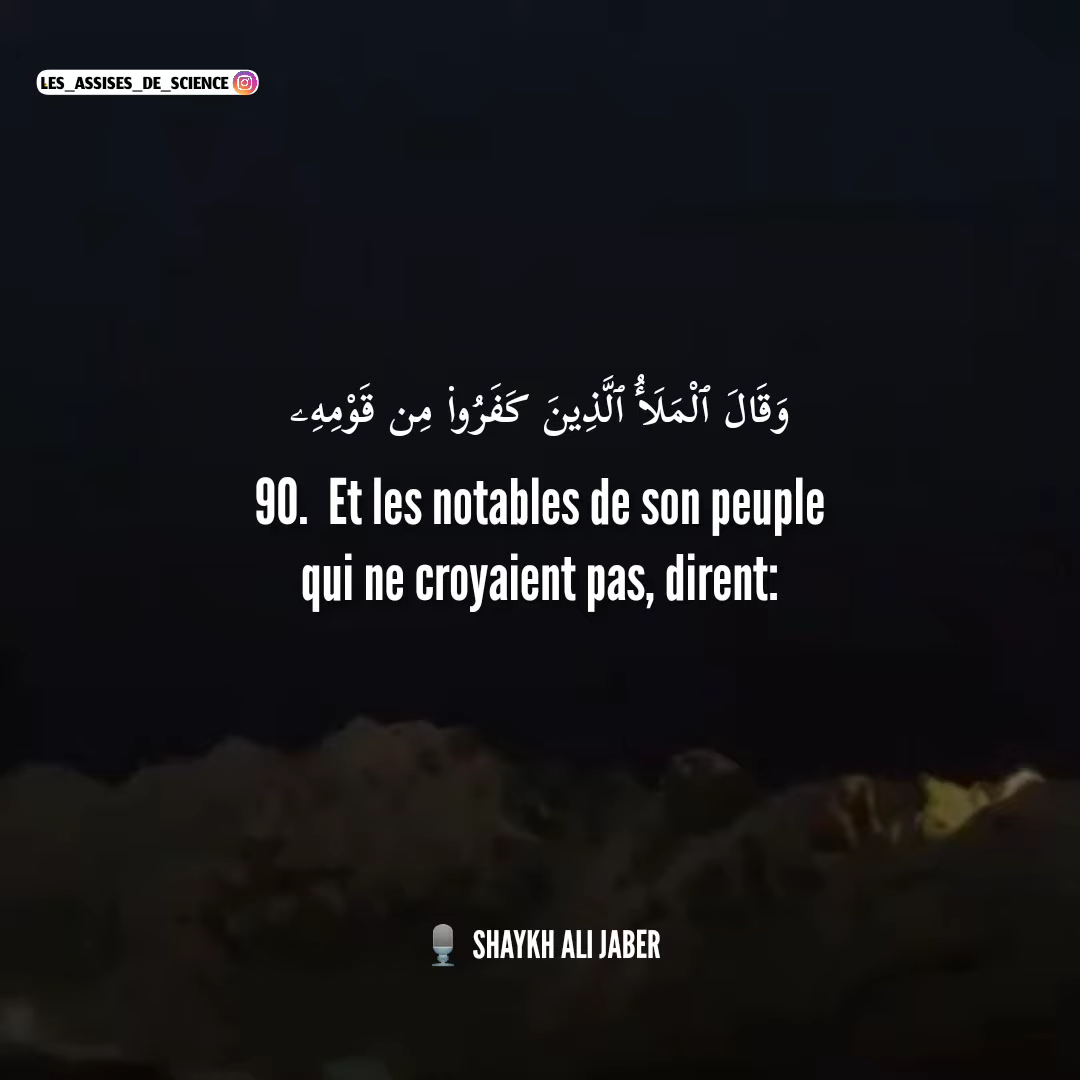 LES_ASSISES_DE_SCIENCE
وَقَالَ ٱلْمَلَأُ ٱلَّذِينَ كَفَرُوا۟ مِن قَوْمِهِۦ
90. Et les notables de son peuple
qui ne croyaient pas, dirent:
SHAYKH ALI JABER